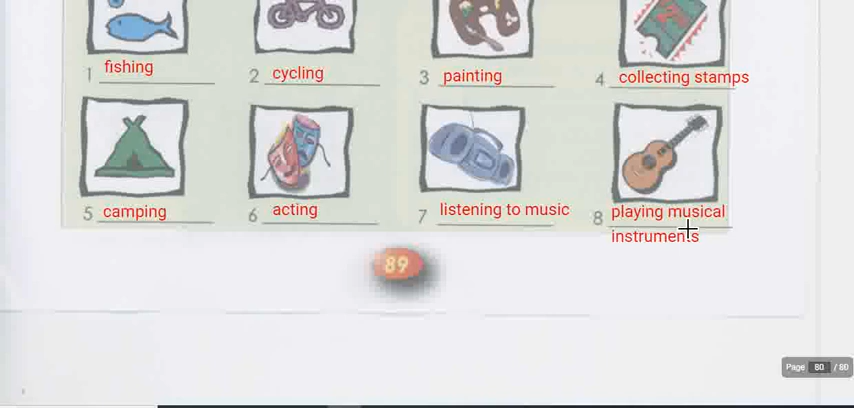 1 fishing
2 cycling
3 painting
4 collecting stamps
5 camping
6 acting
7 listening to music
8 playing musical
instruments
89
Page 80 / 80